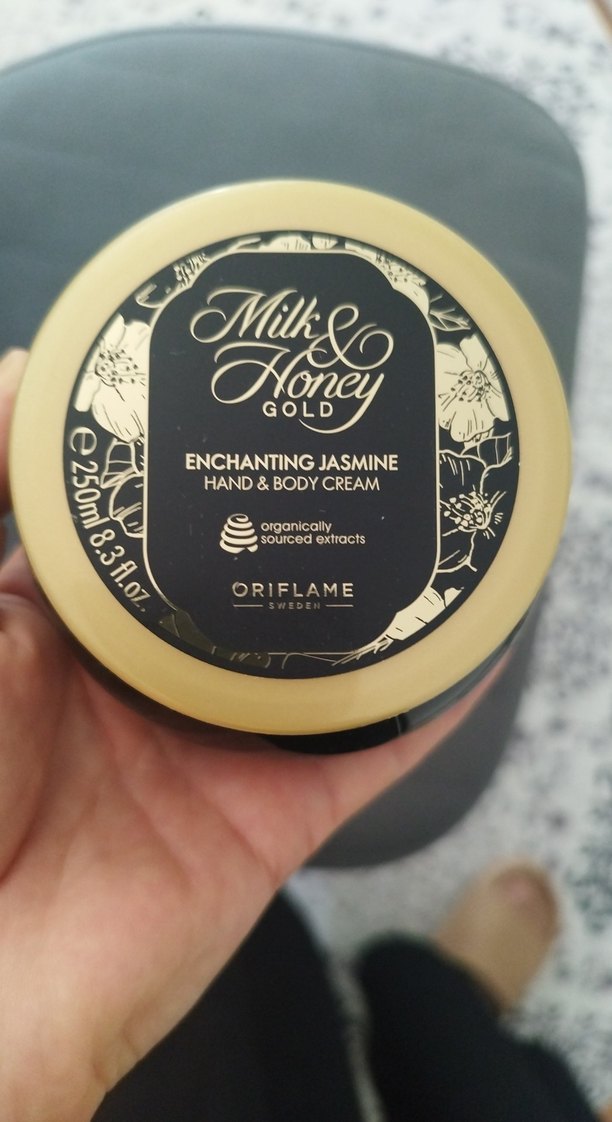 Milk &
Honey
GOLD
ENCHANTING JASMINE
HAND & BODY CREAM
organically
sourced extracts
ORIFLAME
SWEDEN
℮ 250ml 8.3 fl.oz.